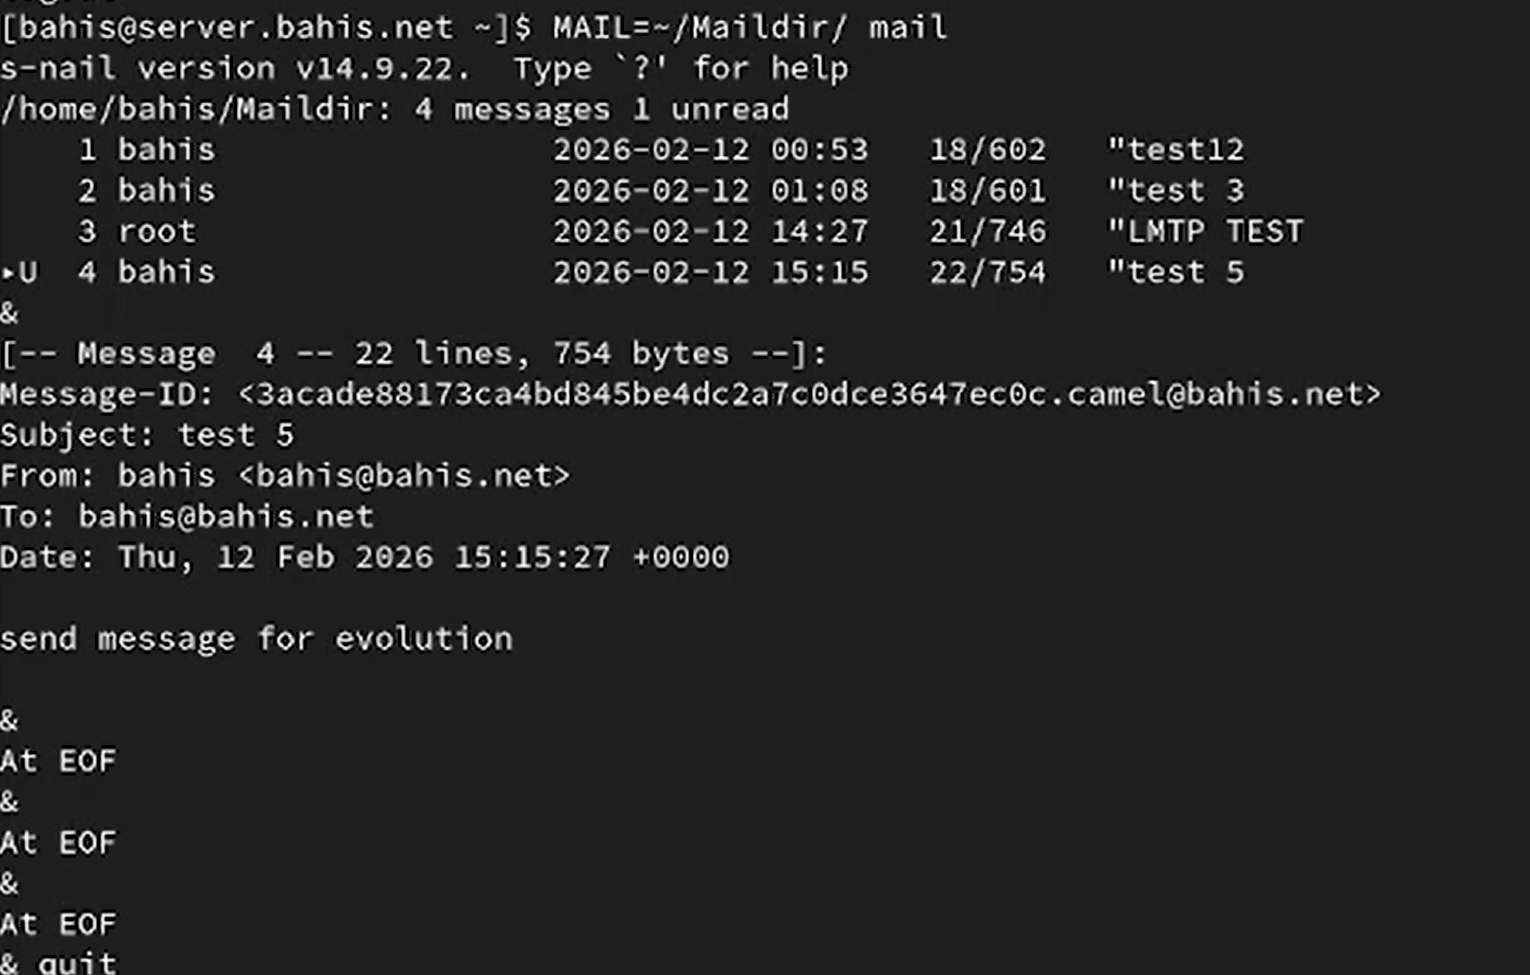 [bahis@server.bahis.net ~]$ MAIL=~/Maildir/ mail
s-nail version v14.9.22.  Type `?' for help
/home/bahis/Maildir: 4 messages 1 unread
    1 bahis                 2026-02-12 00:53   18/602   "test12
    2 bahis                 2026-02-12 01:08   18/601   "test 3
    3 root                  2026-02-12 14:27   21/746   "LMTP TEST
▸U  4 bahis                 2026-02-12 15:15   22/754   "test 5
&
[-- Message  4 -- 22 lines, 754 bytes --]:
Message-ID: <3acade88173ca4bd845be4dc2a7c0dce3647ec0c.camel@bahis.net>
Subject: test 5
From: bahis <bahis@bahis.net>
To: bahis@bahis.net
Date: Thu, 12 Feb 2026 15:15:27 +0000

send message for evolution

&
At EOF
&
At EOF
&
At EOF
& quit